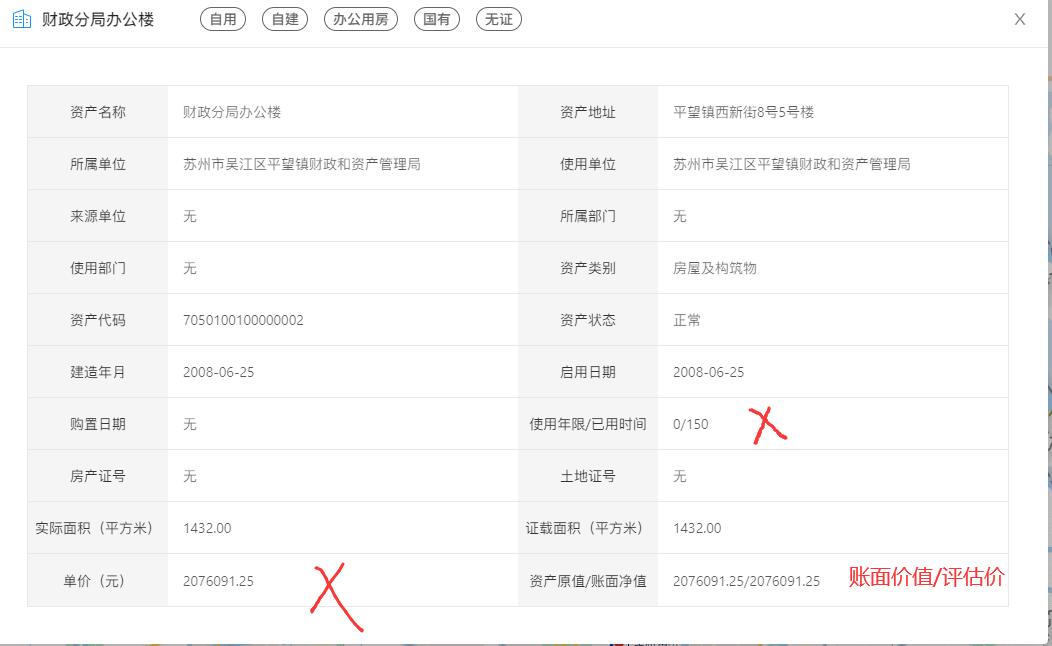 财政分局办公楼 自用 自建 办公用房 国有 无证 X
资产名称 财政分局办公楼 资产地址 平望镇西新街8号5号楼
所属单位 苏州市吴江区平望镇财政和资产管理局 使用单位 苏州市吴江区平望镇财政和资产管理局
来源单位 无 所属部门 无
使用部门 无 资产类别 房屋及构筑物
资产代码 7050100100000002 资产状态 正常
建造年月 2008-06-25 启用日期 2008-06-25
购置日期 无 使用年限/已用时间 0/150
房产证号 无 土地证号 无
实际面积（平方米） 1432.00 证载面积（平方米） 1432.00
单价（元） 2076091.25 资产原值/账面净值 2076091.25/2076091.25 账面价值/评估价